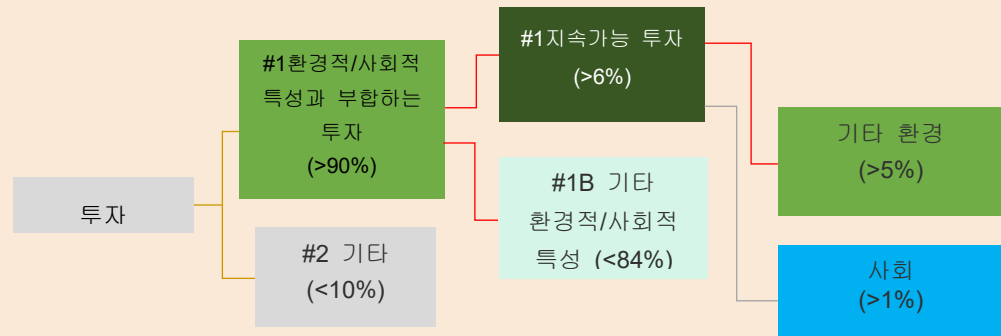 투자
#1환경적/사회적
특성과 부합하는
투자
(>90%)
#2 기타
(<10%)
#1지속가능 투자
(>6%)
#1B 기타
환경적/사회적
특성 (<84%)
기타 환경
(>5%)
사회
(>1%)